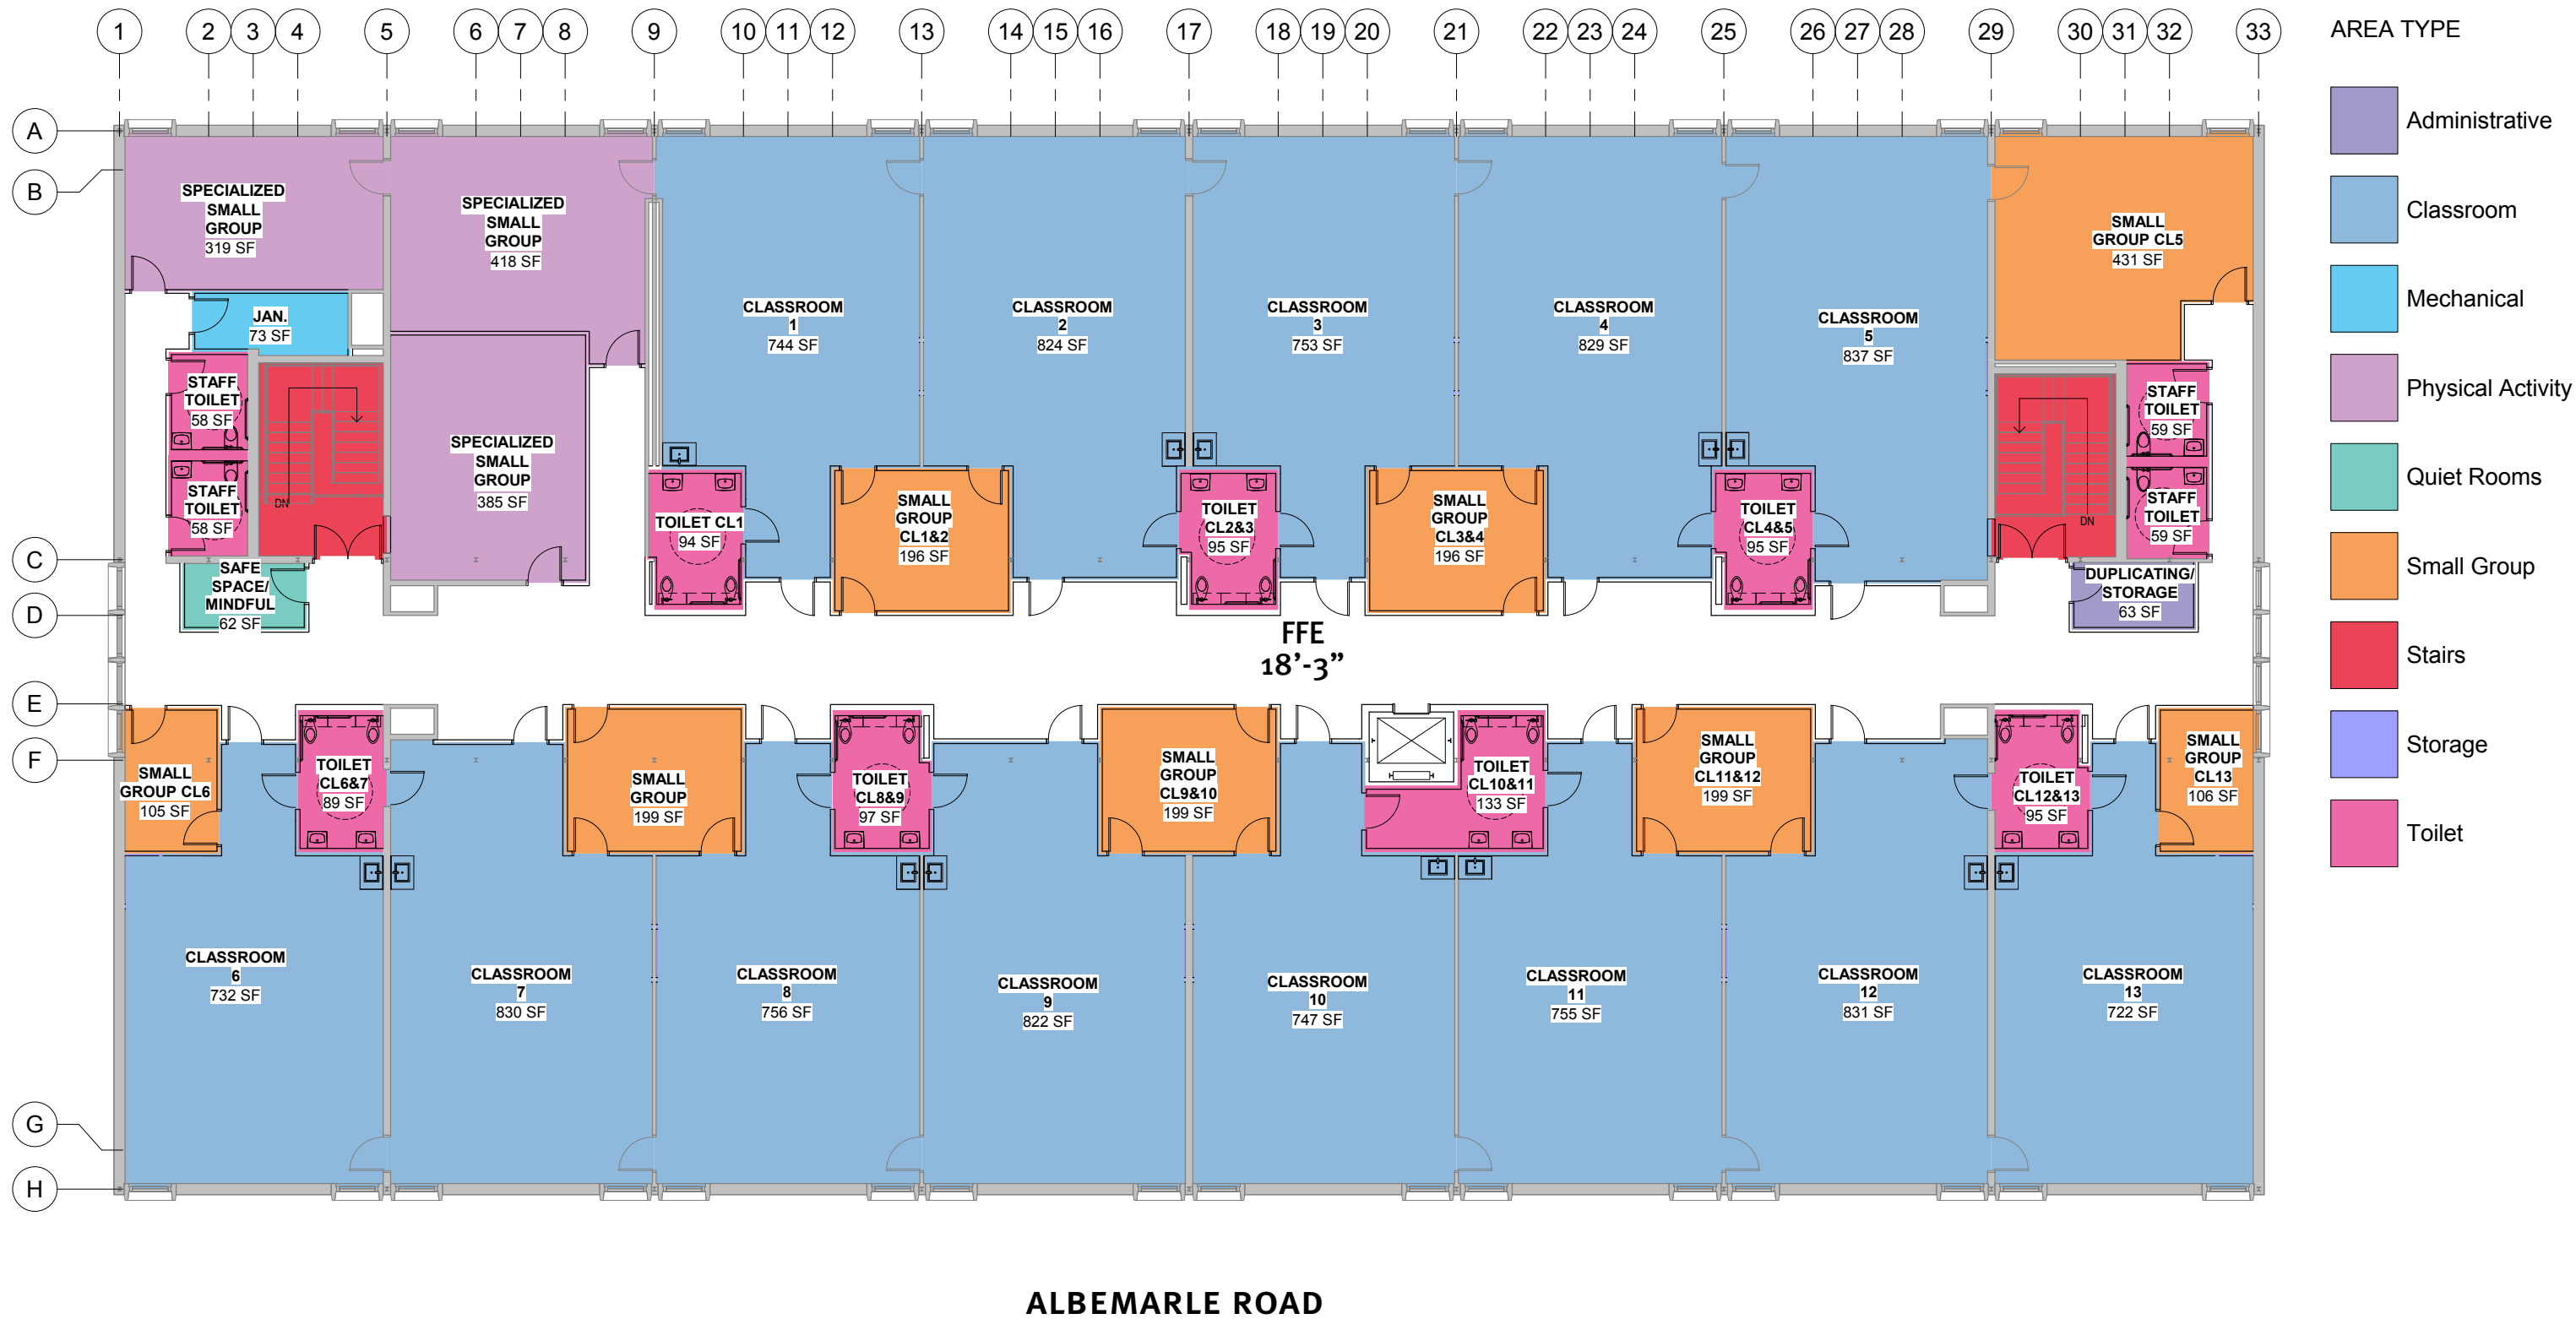 1 2 3 4 5 6 7 8 9 10 11 12 13 14 15 16 17 18 19 20 21 22 23 24 25 26 27 28 29 30 31 32 33
A
B
C
D
E
F
G
H
AREA TYPE
Administrative
Classroom
Mechanical
Physical Activity
Quiet Rooms
Small Group
Stairs
Storage
Toilet
SPECIALIZED
SMALL
GROUP
319 SF
SPECIALIZED
SMALL
GROUP
418 SF
JAN.
73 SF
STAFF
TOILET
58 SF
STAFF
TOILET
58 SF
DN
SPECIALIZED
SMALL
GROUP
385 SF
SAFE
SPACE/
MINDFUL
62 SF
CLASSROOM
1
744 SF
CLASSROOM
2
824 SF
CLASSROOM
3
753 SF
CLASSROOM
4
829 SF
CLASSROOM
5
837 SF
SMALL
GROUP CL5
431 SF
TOILET CL1
94 SF
SMALL
GROUP
CL1&2
196 SF
TOILET
CL2&3
95 SF
SMALL
GROUP
CL3&4
196 SF
TOILET
CL4&5
95 SF
STAFF
TOILET
59 SF
STAFF
TOILET
59 SF
DN
DUPLICATING/
STORAGE
63 SF
FFE
18’-3”
SMALL
GROUP CL6
105 SF
TOILET
CL6&7
89 SF
SMALL
GROUP
199 SF
TOILET
CL8&9
97 SF
SMALL
GROUP
CL9&10
199 SF
TOILET
CL10&11
133 SF
SMALL
GROUP
CL11&12
199 SF
TOILET
CL12&13
95 SF
SMALL
GROUP
CL13
106 SF
CLASSROOM
6
732 SF
CLASSROOM
7
830 SF
CLASSROOM
8
756 SF
CLASSROOM
9
822 SF
CLASSROOM
10
747 SF
CLASSROOM
11
755 SF
CLASSROOM
12
831 SF
CLASSROOM
13
722 SF
ALBEMARLE ROAD